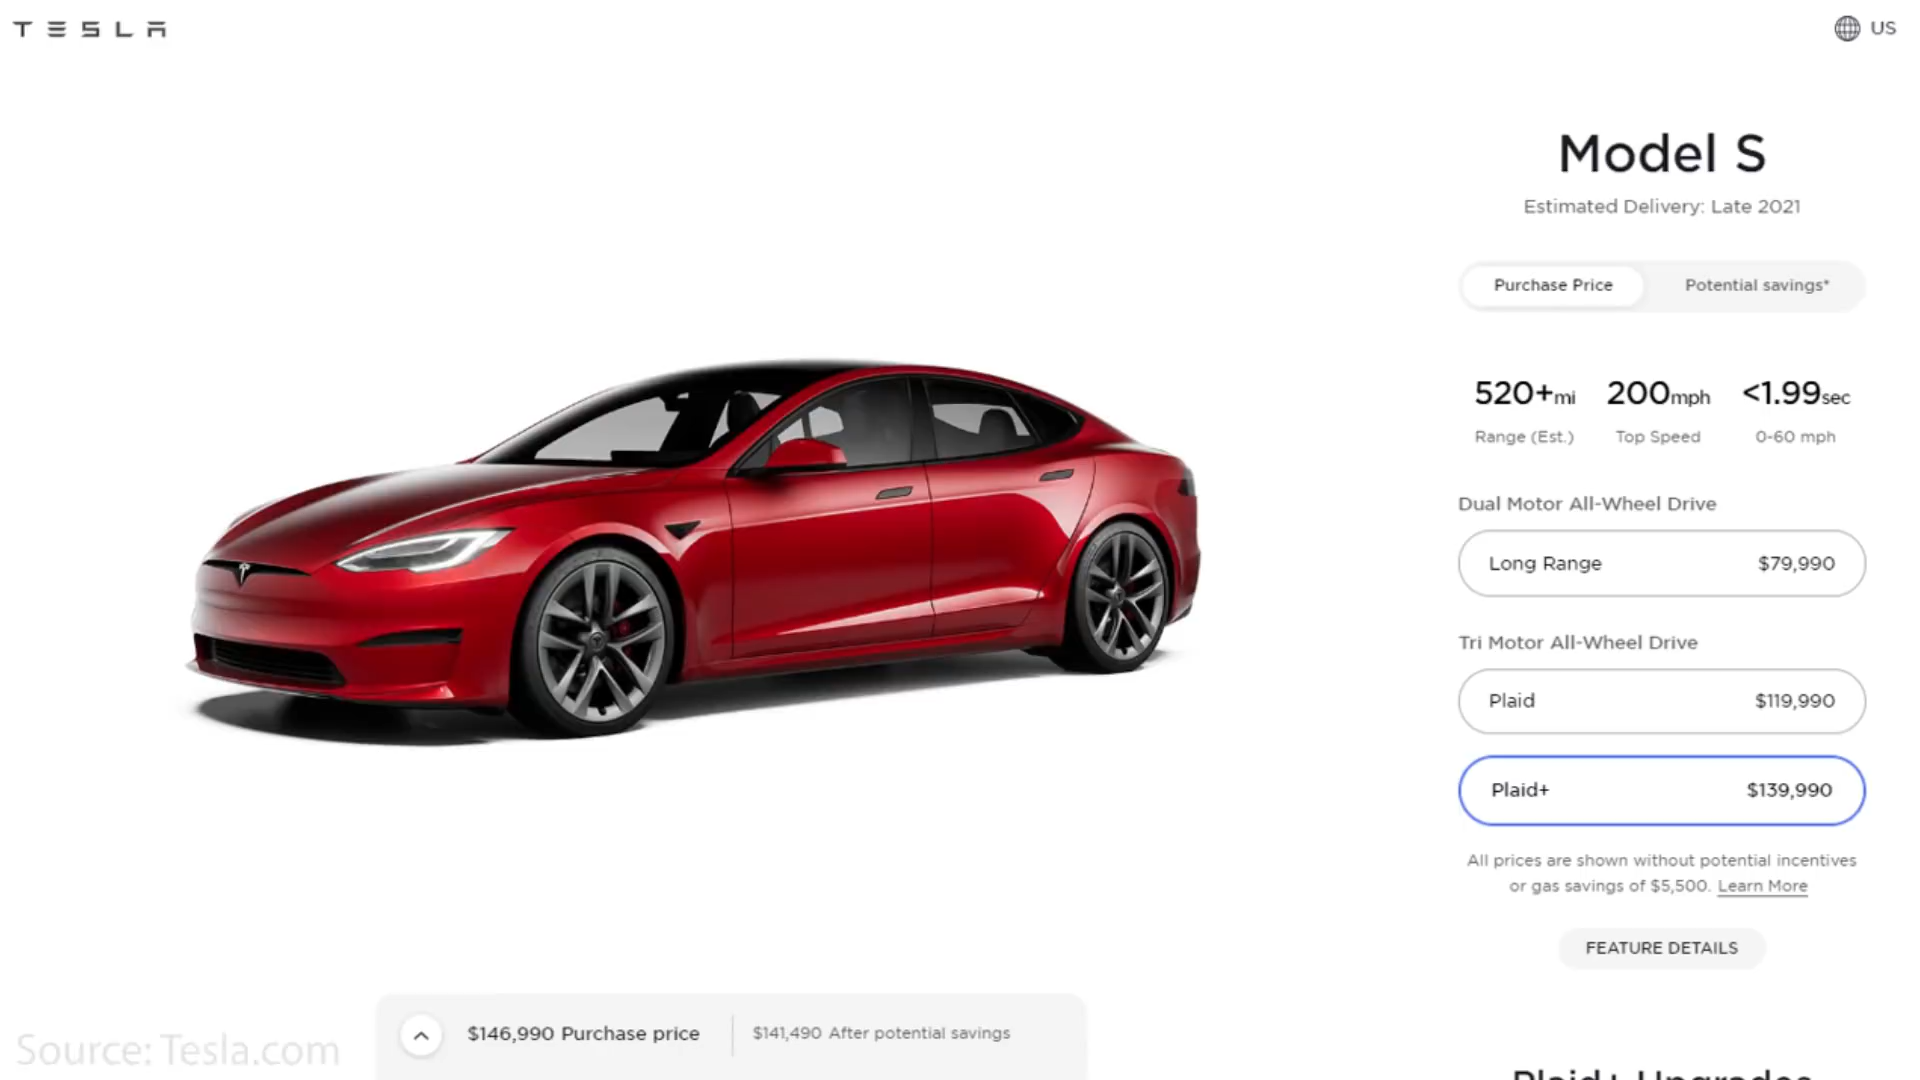 TESLA
US
Model S
Estimated Delivery: Late 2021
Purchase Price
Potential savings*
520+mi
200mph
<1.99sec
Range (Est.)
Top Speed
0-60 mph
Dual Motor All-Wheel Drive
Long Range
$79,990
Tri Motor All-Wheel Drive
Plaid
$119,990
Plaid+
$139,990
All prices are shown without potential incentives
or gas savings of $5,500. Learn More
FEATURE DETAILS
$146,990 Purchase price
$141,490 After potential savings
Source: Tesla.com
Plaid+ Upgrades